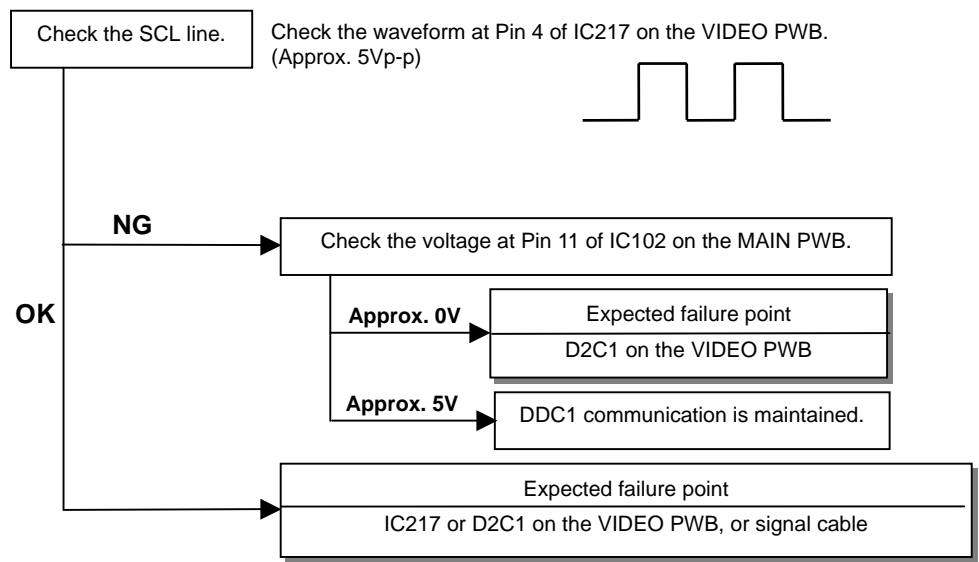 Check the SCL line.
Check the waveform at Pin 4 of IC217 on the VIDEO PWB.
(Approx. 5Vp-p)
NG
Check the voltage at Pin 11 of IC102 on the MAIN PWB.
OK
Approx. 0V
Expected failure point
D2C1 on the VIDEO PWB
Approx. 5V
DDC1 communication is maintained.
Expected failure point
IC217 or D2C1 on the VIDEO PWB, or signal cable